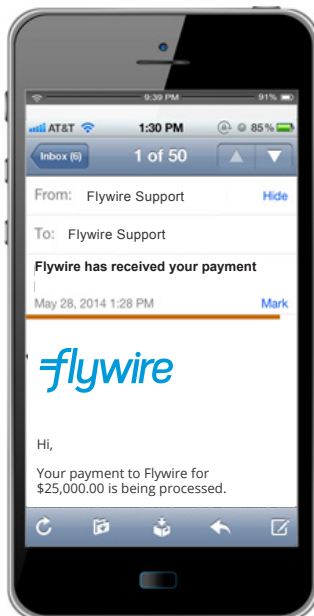 9:39 PM 91%
AT&T 1:30 PM 85%
Inbox (6) 1 of 50
From: Flywire Support Hide
To: Flywire Support
Flywire has received your payment
May 28, 2014 1:28 PM Mark
flywire
Hi,
Your payment to Flywire for
$25,000.00 is being processed.